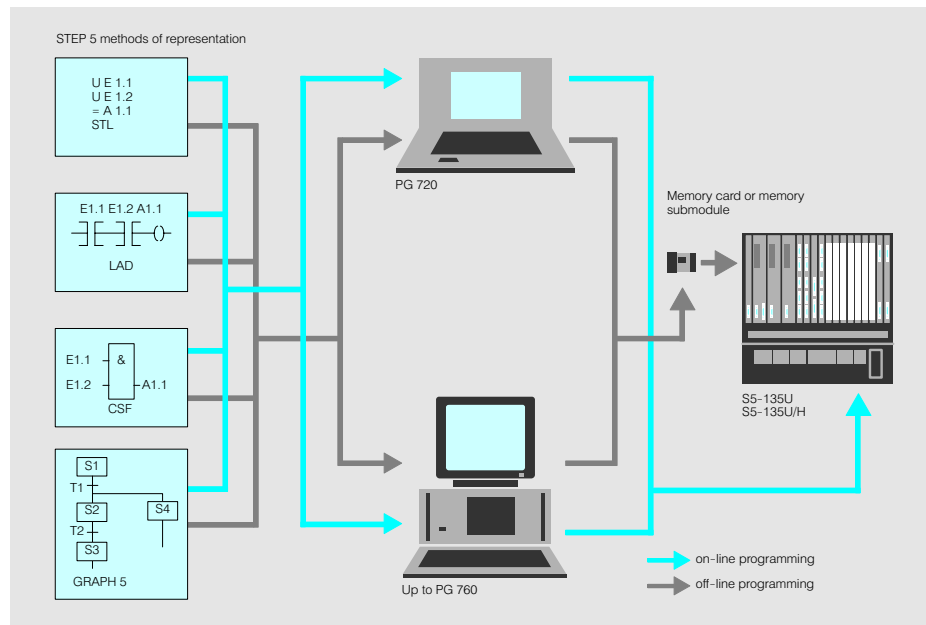 STEP 5 methods of representation
U E 1.1
U E 1.2
= A 1.1
STL
E1.1 E1.2 A1.1
LAD
E1.1
&
E1.2
A1.1
CSF
S1
T1
S2
S4
T2
S3
GRAPH 5
PG 720
Up to PG 760
Memory card or memory
submodule
S5-135U
S5-135U/H
on-line programming
off-line programming